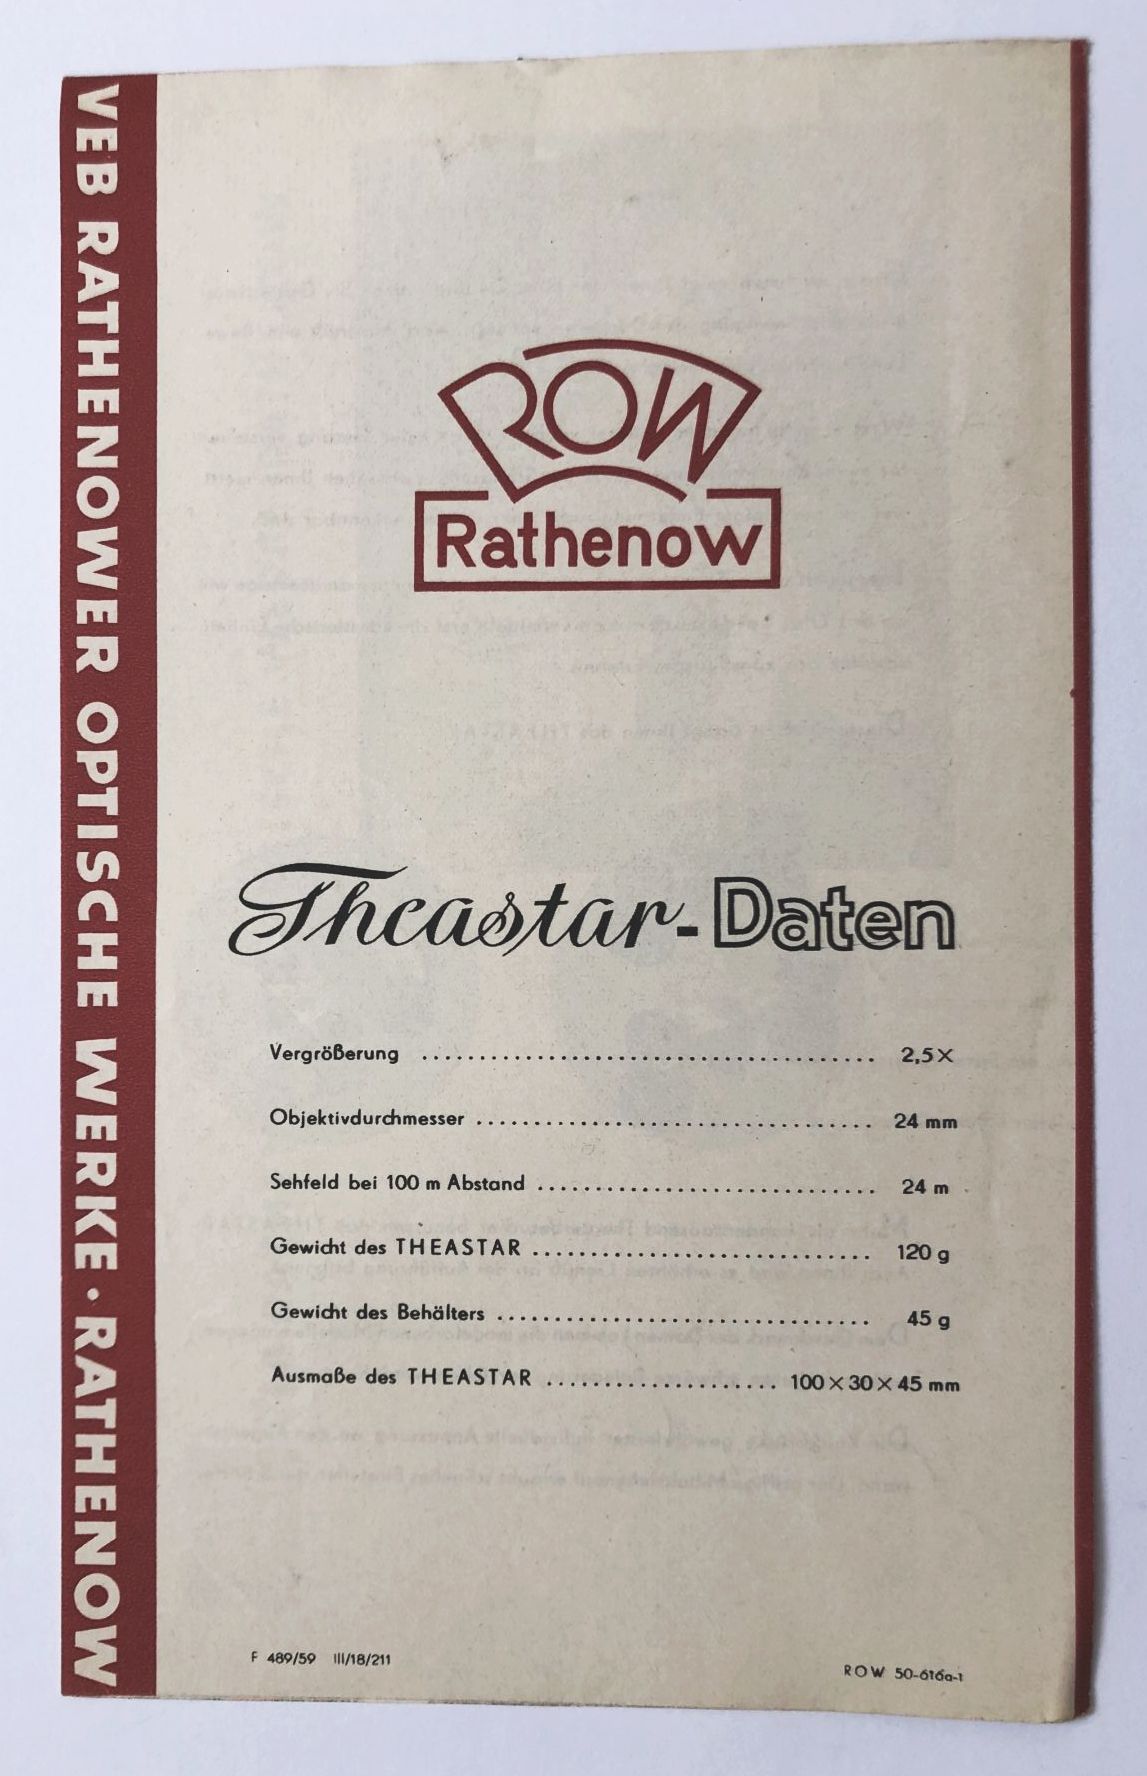 VEB RATHENOWER OPTISCHE WERKE · RATHENOW
ROW
Rathenow
Theastar-Daten
Vergrößerung ........................................ 2,5×
Objektivdurchmesser ................................... 24 mm
Sehfeld bei 100 m Abstand .............................. 24 m
Gewicht des THEASTAR .............................. 120 g
Gewicht des Behälters ................................. 45 g
Ausmaße des THEASTAR .................... 100×30×45 mm
F 489/59 III/18/211
ROW 50-616a-1